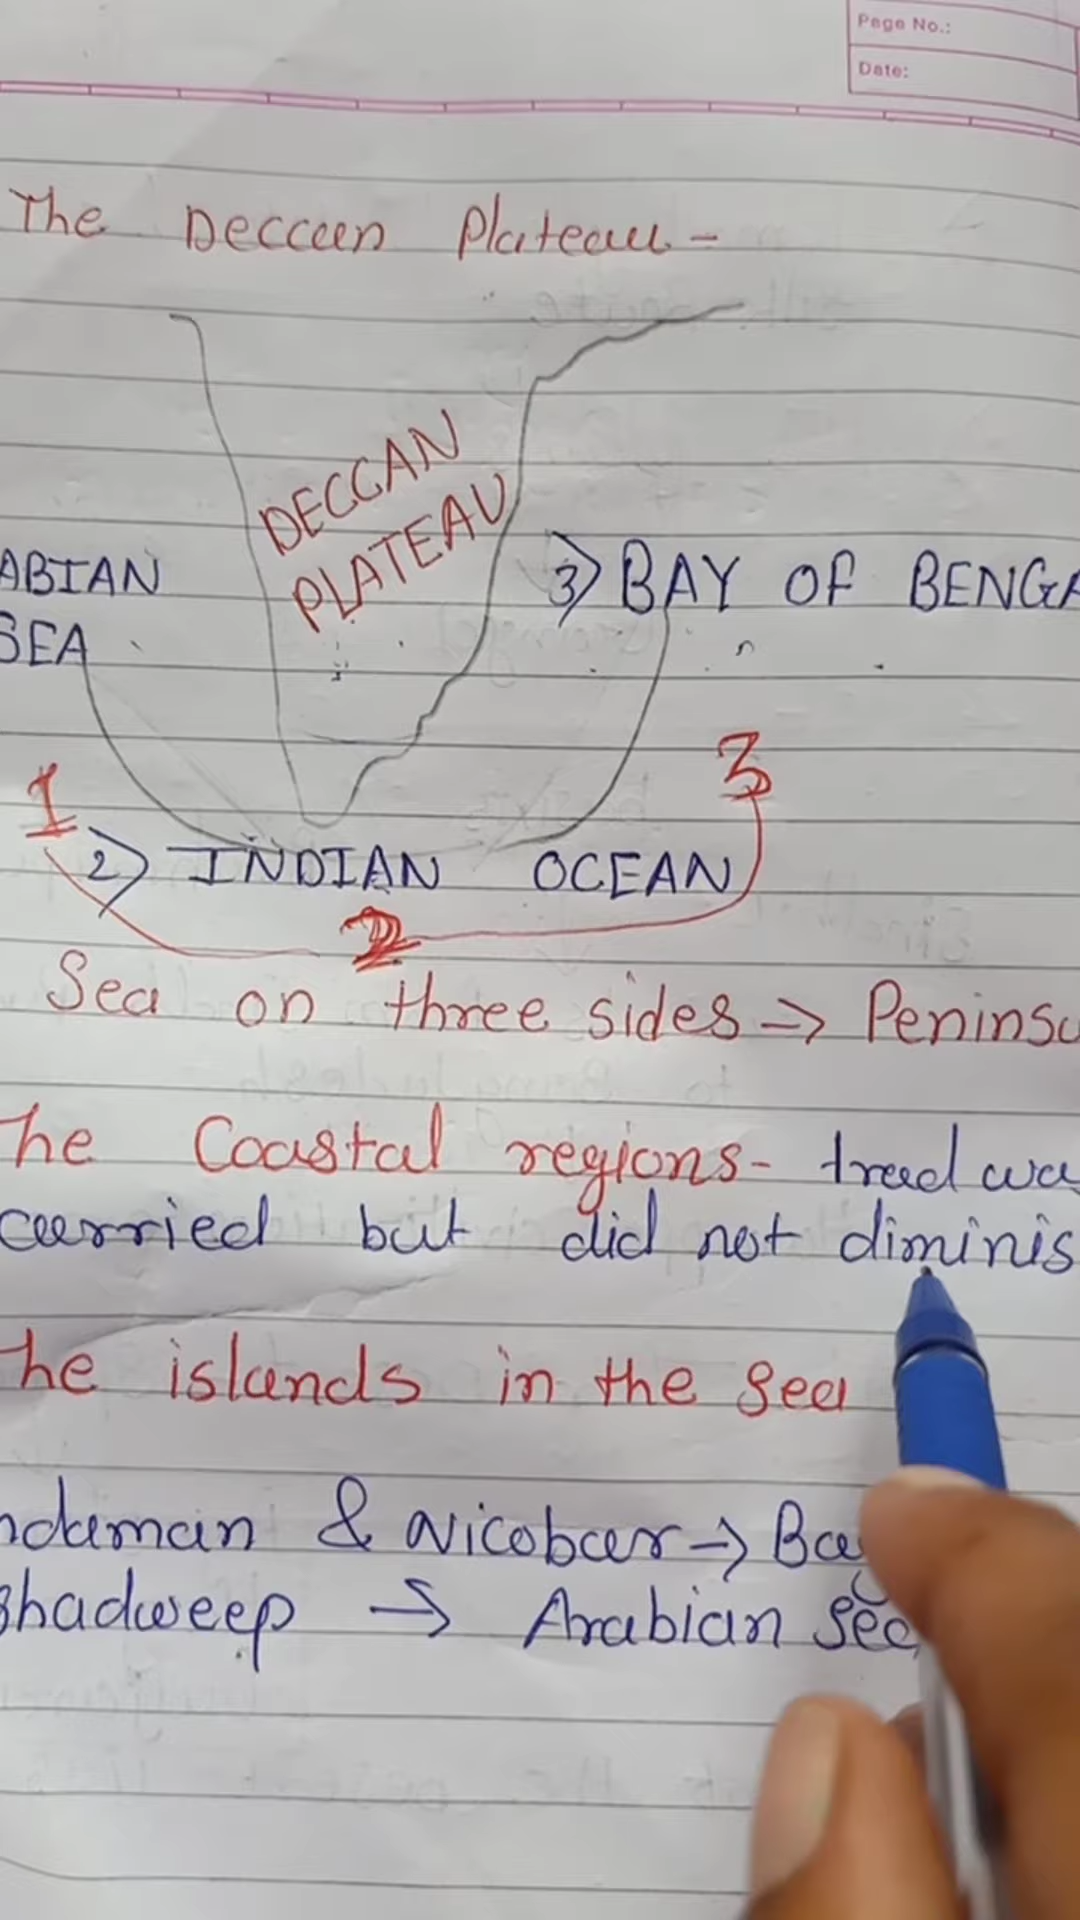 Page No.:
Date:
The Deccan Plateau -
DECCAN
PLATEAU
ABIAN
SEA
3) BAY OF BENGA
1
3
2) INDIAN OCEAN
2
Sea on three sides -> Peninsu
he Coastal regions- trad wa
carried but did not diminis
he islands in the sea
ndaman & Nicobar -> Ba
shadweep -> Arabian Sea